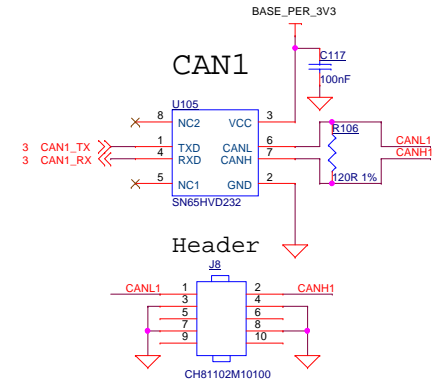 BASE_PER_3V3
CAN1
C117
100nF
U105
8 NC2 VCC 3
R106
3 CAN1_TX 1 TXD CANL 6 CANL1
3 CAN1_RX 4 RXD CANH 7 CANH1
5 NC1 GND 2
120R 1%
SN65HVD232
Header
J8
CANL1 1 2 CANH1
3 4
5 6
7 8
9 10
CH81102M10100